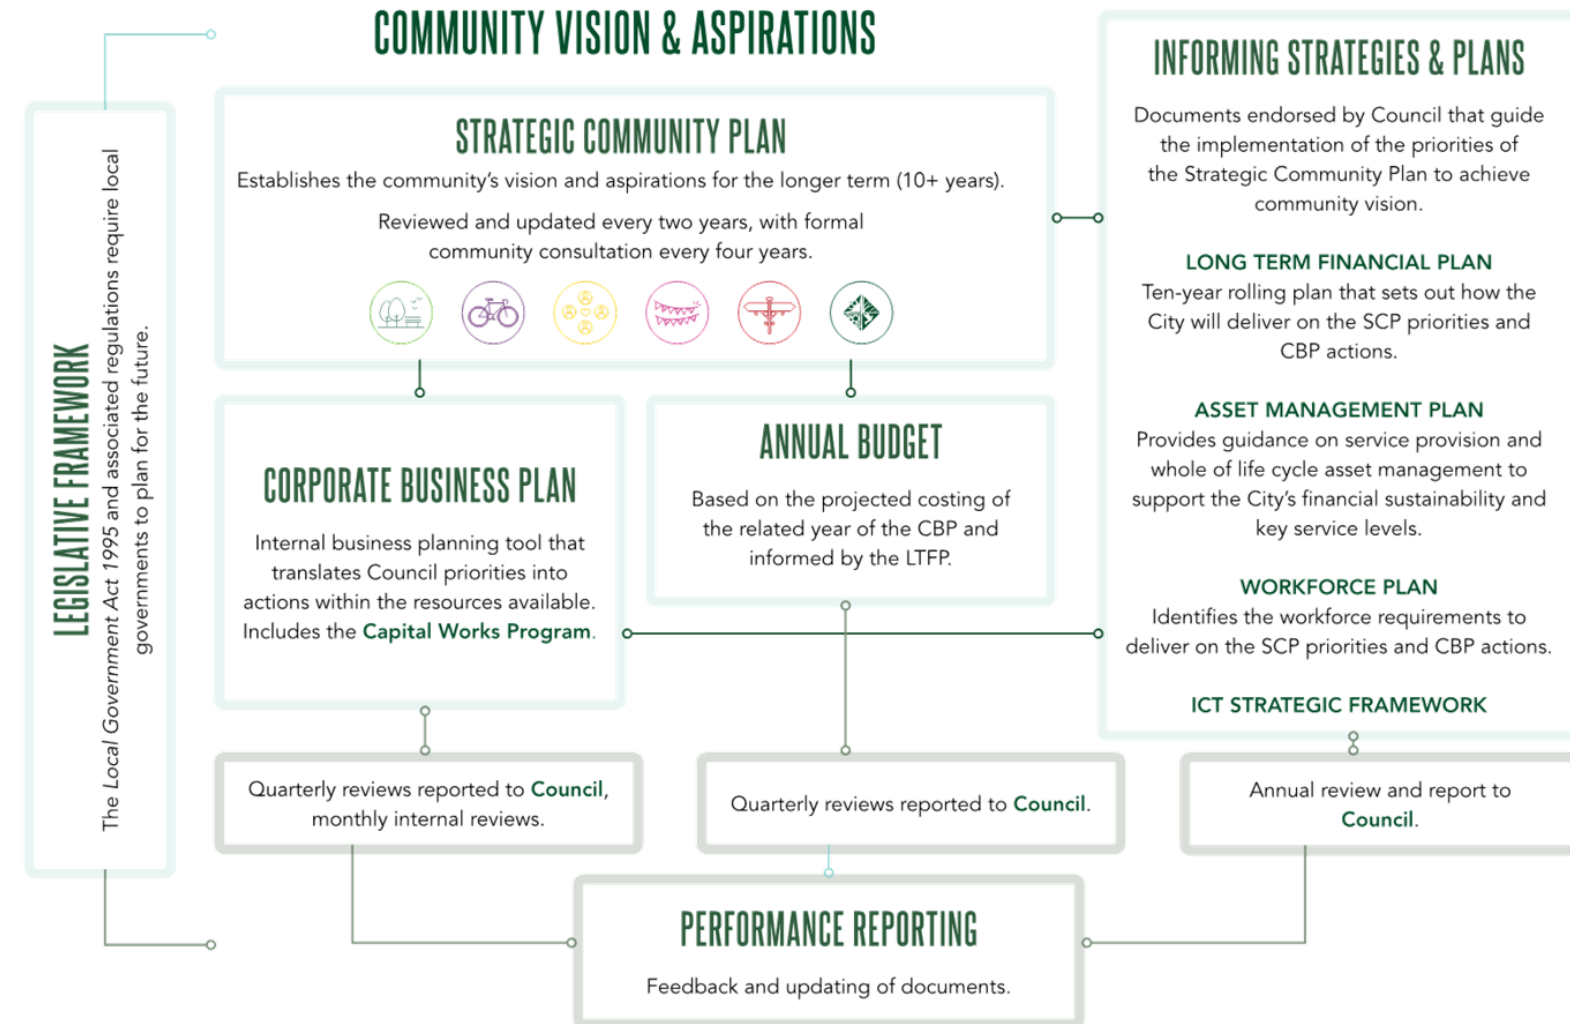 COMMUNITY VISION & ASPIRATIONS
LEGISLATIVE FRAMEWORK
The Local Government Act 1995 and associated regulations require local
governments to plan for the future.
STRATEGIC COMMUNITY PLAN
Establishes the community's vision and aspirations for the longer term (10+ years).
Reviewed and updated every two years, with formal
community consultation every four years.
CORPORATE BUSINESS PLAN
Internal business planning tool that
translates Council priorities into
actions within the resources available.
Includes the Capital Works Program.
ANNUAL BUDGET
Based on the projected costing of
the related year of the CBP and
informed by the LTFP.
INFORMING STRATEGIES & PLANS
Documents endorsed by Council that guide
the implementation of the priorities of
the Strategic Community Plan to achieve
community vision.
LONG TERM FINANCIAL PLAN
Ten-year rolling plan that sets out how the
City will deliver on the SCP priorities and
CBP actions.
ASSET MANAGEMENT PLAN
Provides guidance on service provision and
whole of life cycle asset management to
support the City's financial sustainability and
key service levels.
WORKFORCE PLAN
Identifies the workforce requirements to
deliver on the SCP priorities and CBP actions.
ICT STRATEGIC FRAMEWORK
Quarterly reviews reported to Council,
monthly internal reviews.
Quarterly reviews reported to Council.
Annual review and report to
Council.
PERFORMANCE REPORTING
Feedback and updating of documents.